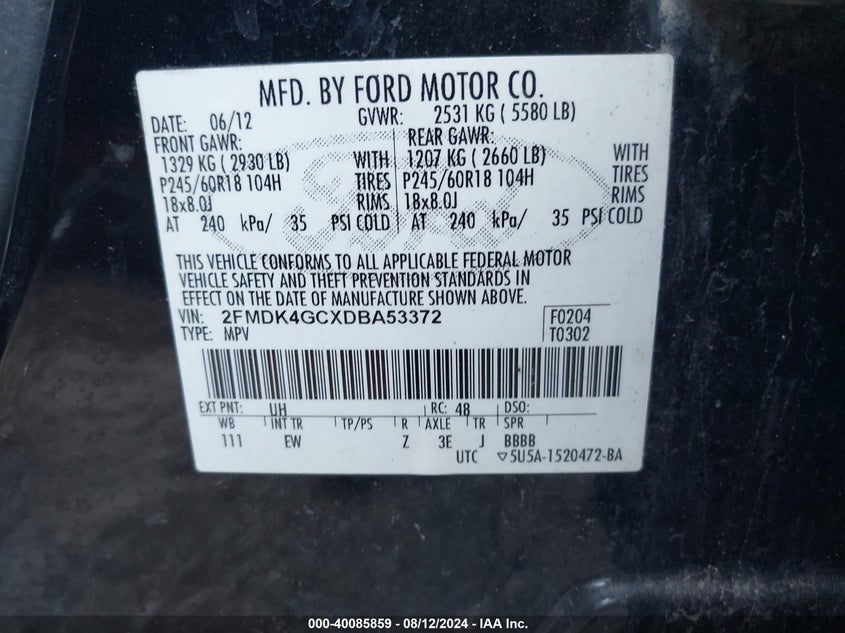 MFD. BY FORD MOTOR CO.
DATE: 06/12 GVWR: 2531 KG ( 5580 LB)
FRONT GAWR: REAR GAWR:
1329 KG ( 2930 LB) WITH 1207 KG ( 2660 LB) WITH
P245/60R18 104H TIRES P245/60R18 104H TIRES
18x8.0J RIMS 18x8.0J RIMS
AT 240 kPa/ 35 PSI COLD AT 240 kPa/ 35 PSI COLD
THIS VEHICLE CONFORMS TO ALL APPLICABLE FEDERAL MOTOR
VEHICLE SAFETY AND THEFT PREVENTION STANDARDS IN
EFFECT ON THE DATE OF MANUFACTURE SHOWN ABOVE.
VIN: 2FMDK4GCXDBA53372 F0204
TYPE: MPV T0302
EXT PNT: UH RC: 48 DSO:
WB INT TR TP/PS R AXLE TR SPR
111 EW Z 3E J BBBB
UTC ▽5U5A-1520472-BA
000-40085859 - 08/12/2024 - IAA Inc.